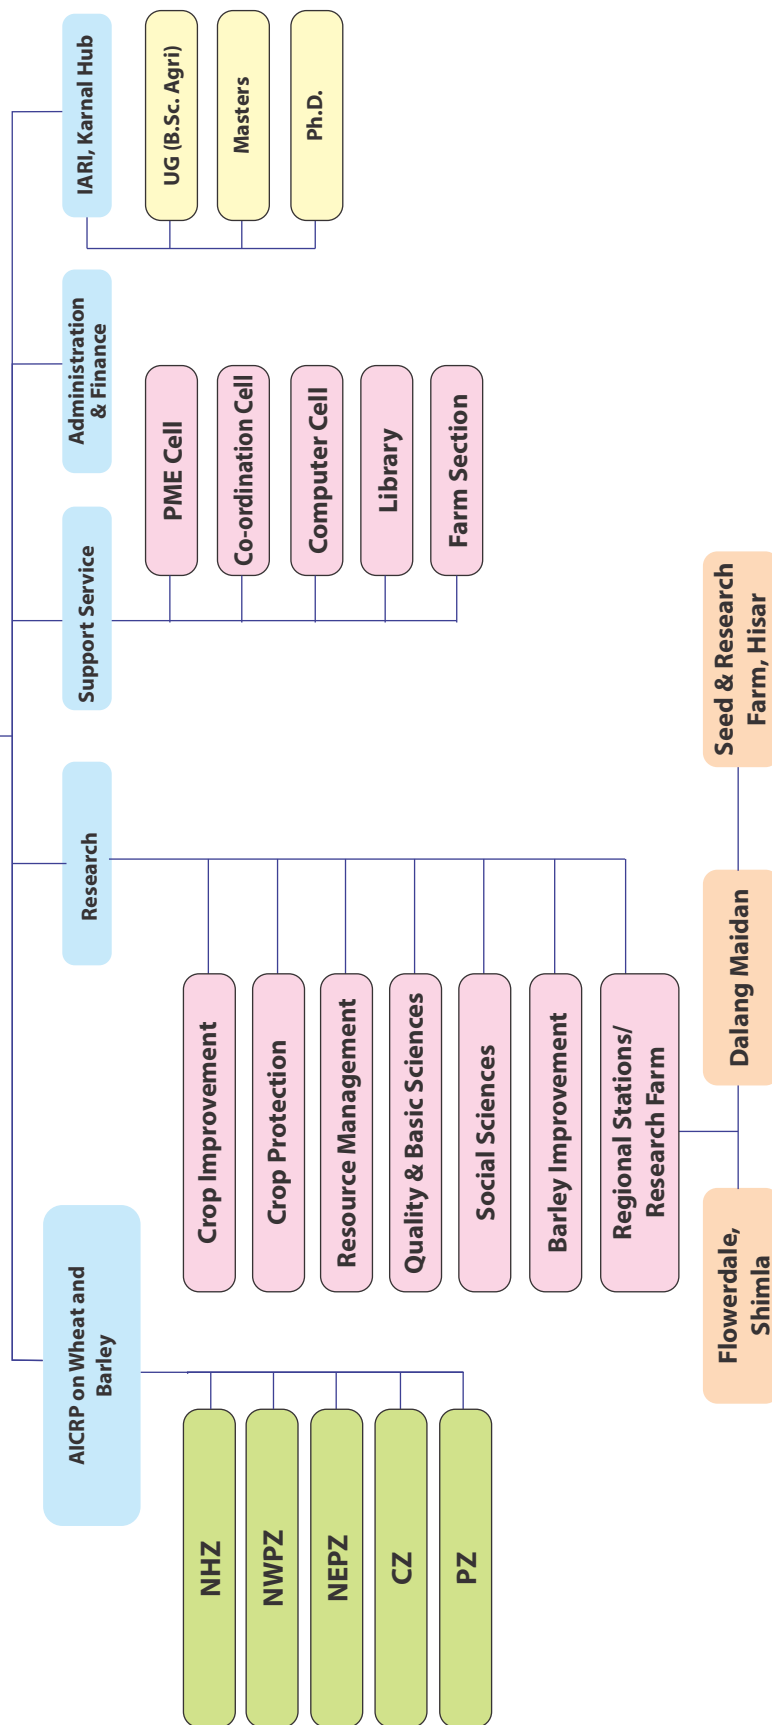 AICRP on Wheat and
Barley
NHZ
NWPZ
NEPZ
CZ
PZ
Research
Crop Improvement
Crop Protection
Resource Management
Quality & Basic Sciences
Social Sciences
Barley Improvement
Regional Stations/
Research Farm
Flowerdale,
Shimla
Dalang Maidan
Seed & Research
Farm, Hisar
Support Service
PME Cell
Co-ordination Cell
Computer Cell
Library
Farm Section
Administration
& Finance
IARI, Karnal Hub
UG (B.Sc. Agri)
Masters
Ph.D.